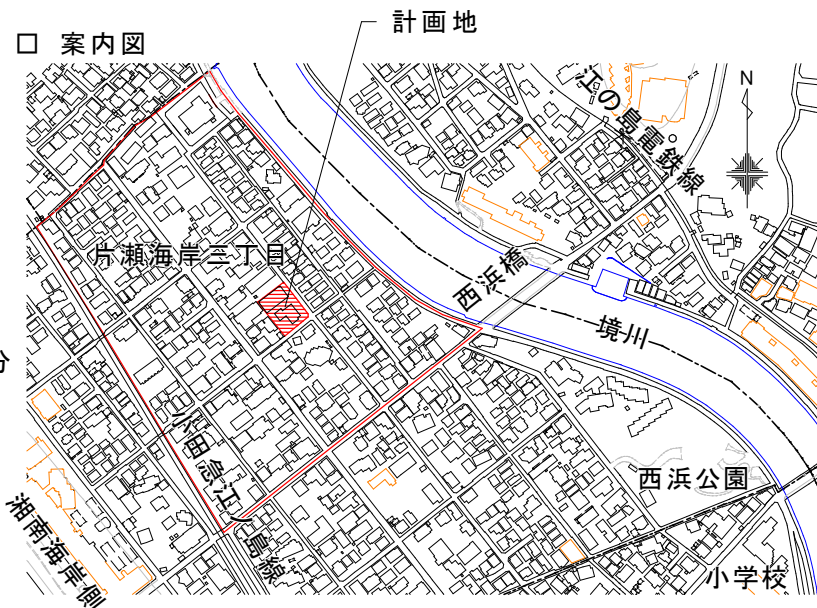 計画地
□ 案内図
N
江の島電鉄線
片瀬海岸三丁目
西浜橋
境川
分
小田急江ノ島線
西浜公園
湘南海岸側
小学校